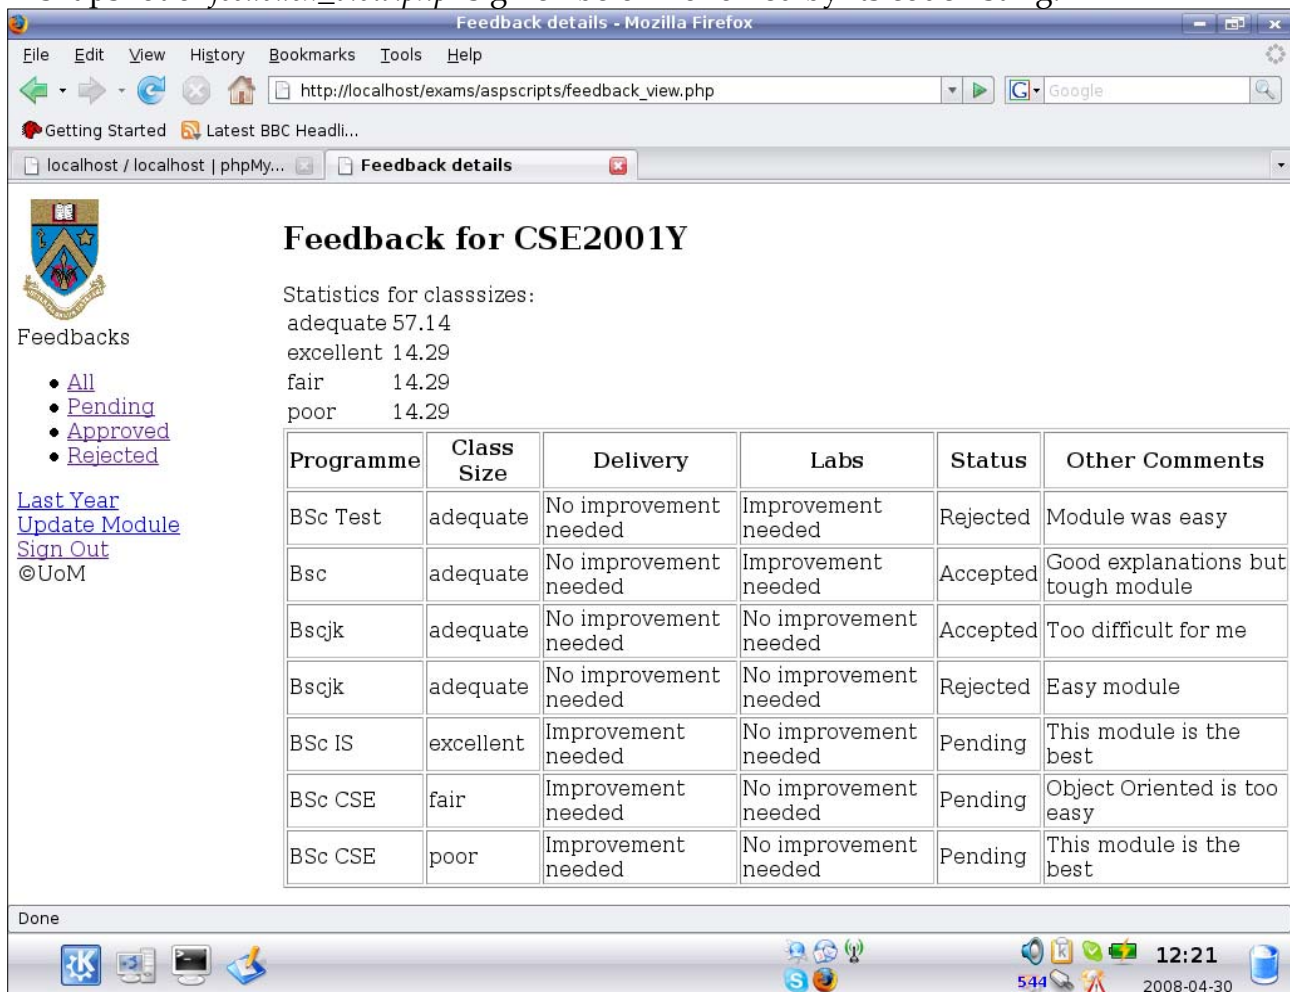 Feedback details - Mozilla Firefox
File Edit View History Bookmarks Tools Help
http://localhost/exams/aspscripts/feedback_view.php
G Google
Getting Started Latest BBC Headli...
localhost / localhost | phpMy... Feedback details
Feedback for CSE2001Y
Statistics for classsizes:
adequate 57.14
excellent 14.29
fair 14.29
poor 14.29
Feedbacks
All
Pending
Approved
Rejected
Last Year
Update Module
Sign Out
©UoM
Programme Class Size Delivery Labs Status Other Comments
BSc Test adequate No improvement needed Improvement needed Rejected Module was easy
Bsc adequate No improvement needed Improvement needed Accepted Good explanations but tough module
Bscjk adequate No improvement needed No improvement needed Accepted Too difficult for me
Bscjk adequate No improvement needed No improvement needed Rejected Easy module
BSc IS excellent Improvement needed No improvement needed Pending This module is the best
BSc CSE fair Improvement needed No improvement needed Pending Object Oriented is too easy
BSc CSE poor Improvement needed No improvement needed Pending This module is the best
Done
12:21
544
2008-04-30